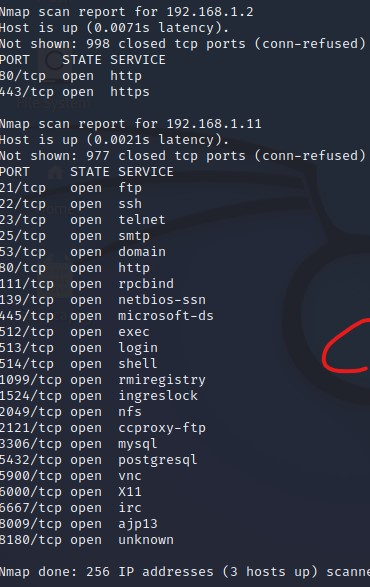 Nmap scan report for 192.168.1.2
Host is up (0.0071s latency).
Not shown: 998 closed tcp ports (conn-refused)
PORT    STATE SERVICE
80/tcp  open  http
443/tcp open  https
Nmap scan report for 192.168.1.11
Host is up (0.0021s latency).
Not shown: 977 closed tcp ports (conn-refused)
PORT     STATE SERVICE
21/tcp   open  ftp
22/tcp   open  ssh
23/tcp   open  telnet
25/tcp   open  smtp
53/tcp   open  domain
80/tcp   open  http
111/tcp  open  rpcbind
139/tcp  open  netbios-ssn
445/tcp  open  microsoft-ds
512/tcp  open  exec
513/tcp  open  login
514/tcp  open  shell
1099/tcp open  rmiregistry
1524/tcp open  ingreslock
2049/tcp open  nfs
2121/tcp open  ccproxy-ftp
3306/tcp open  mysql
5432/tcp open  postgresql
5900/tcp open  vnc
6000/tcp open  X11
6667/tcp open  irc
8009/tcp open  ajp13
8180/tcp open  unknown
Nmap done: 256 IP addresses (3 hosts up) scanne